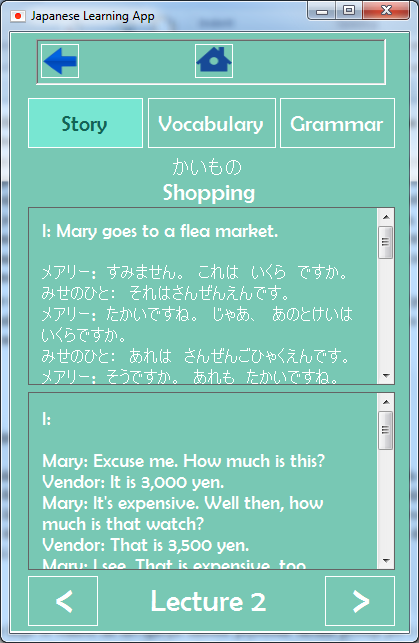 Japanese Learning App
Story Vocabulary Grammar
かいもの
Shopping
I: Mary goes to a flea market.
メアリー： すみません。 これは いくら ですか。
みせのひと： それはさんぜんえんです。
メアリー： たかいですね。 じゃあ、 あのとけいは
いくらですか。
みせのひと： あれは さんぜんごひゃくえんです。
メアリー： そうですか。 あれも たかいですね。
I:
Mary: Excuse me. How much is this?
Vendor: It is 3,000 yen.
Mary: It's expensive. Well then, how
much is that watch?
Vendor: That is 3,500 yen.
Mary: I see. That is expensive, too.
< Lecture 2 >